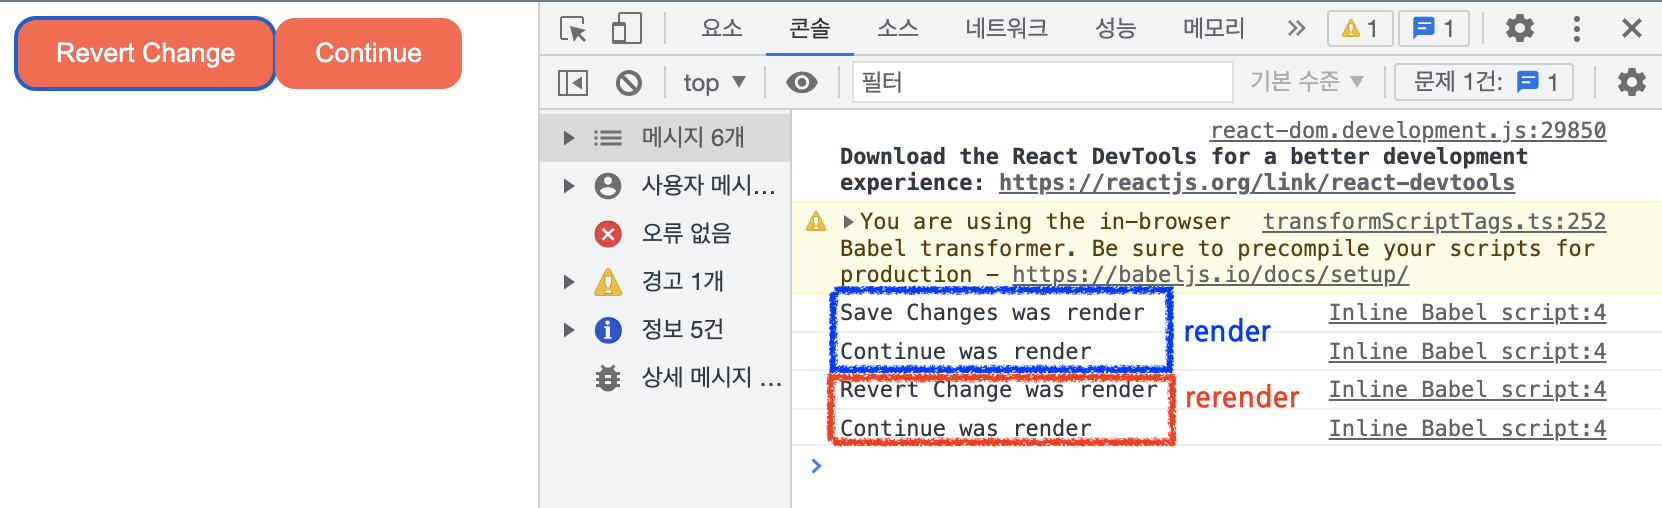 Revert Change
Continue
요소
콘솔
소스
네트워크
성능
메모리
1
1
top
필터
기본 수준
문제 1건:
1
메시지 6개
사용자 메시...
오류 없음
경고 1개
정보 5건
상세 메시지 ...
react-dom.development.js:29850
Download the React DevTools for a better development
experience: https://reactjs.org/link/react-devtools
You are using the in-browser transformScriptTags.ts:252
Babel transformer. Be sure to precompile your scripts for
production – https://babeljs.io/docs/setup/
Save Changes was render Inline Babel script:4
render
Continue was render Inline Babel script:4
Revert Change was render Inline Babel script:4
rerender
Continue was render Inline Babel script:4